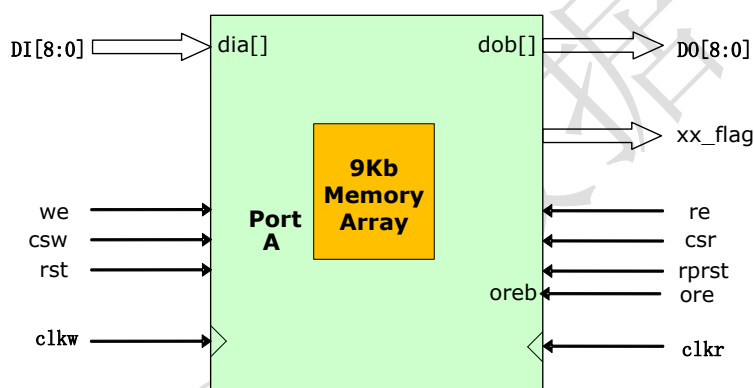 DI[8:0]
dia[]
dob[]
DO[8:0]
xx_flag
9Kb
Memory
Array
Port
A
we
csw
rst
clkw
re
csr
rprst
oreb
ore
clkr